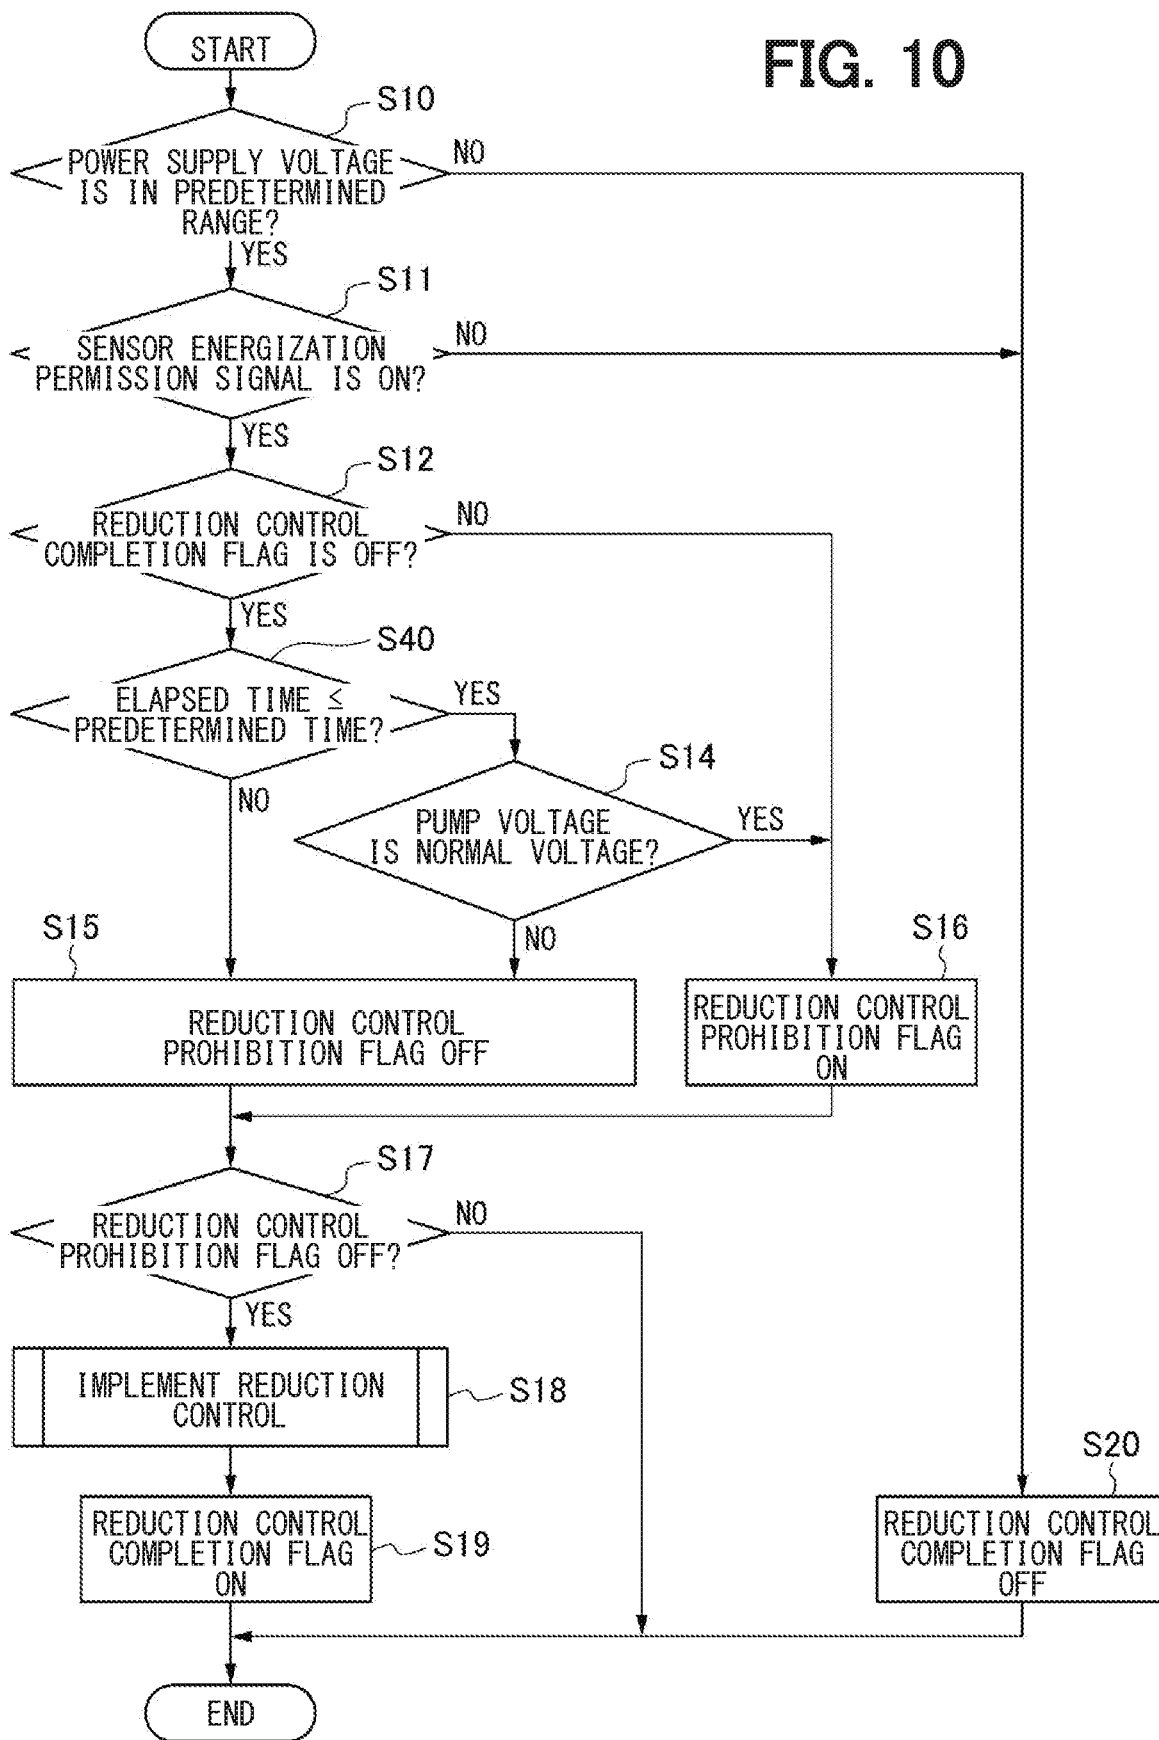 FIG. 10
START
S10
POWER SUPPLY VOLTAGE
IS IN PREDETERMINED
RANGE?
NO
YES
S11
SENSOR ENERGIZATION
PERMISSION SIGNAL IS ON?
NO
YES
S12
REDUCTION CONTROL
COMPLETION FLAG IS OFF?
NO
YES
S40
ELAPSED TIME ≤
PREDETERMINED TIME?
YES
NO
S14
PUMP VOLTAGE
IS NORMAL VOLTAGE?
YES
NO
S15
REDUCTION CONTROL
PROHIBITION FLAG OFF
S16
REDUCTION CONTROL
PROHIBITION FLAG
ON
S17
REDUCTION CONTROL
PROHIBITION FLAG OFF?
NO
YES
IMPLEMENT REDUCTION
CONTROL
S18
REDUCTION CONTROL
COMPLETION FLAG
ON
S19
S20
REDUCTION CONTROL
COMPLETION FLAG
OFF
END